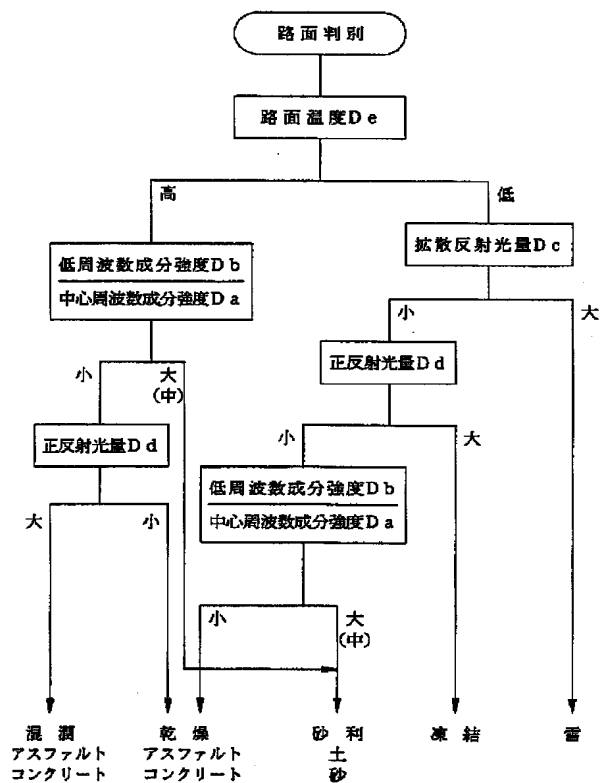 路面判別
路面温度De
高
低
低周波数成分強度Db
中心周波数成分強度Da
拡散反射光量Dc
小
大
小
大
(中)
正反射光量Dd
正反射光量Dd
小
大
低周波数成分強度Db
中心周波数成分強度Da
大
小
小
大
(中)
湿潤
アスファルト
コンクリート
乾燥
アスファルト
コンクリート
砂利
土
砂
凍結
雪